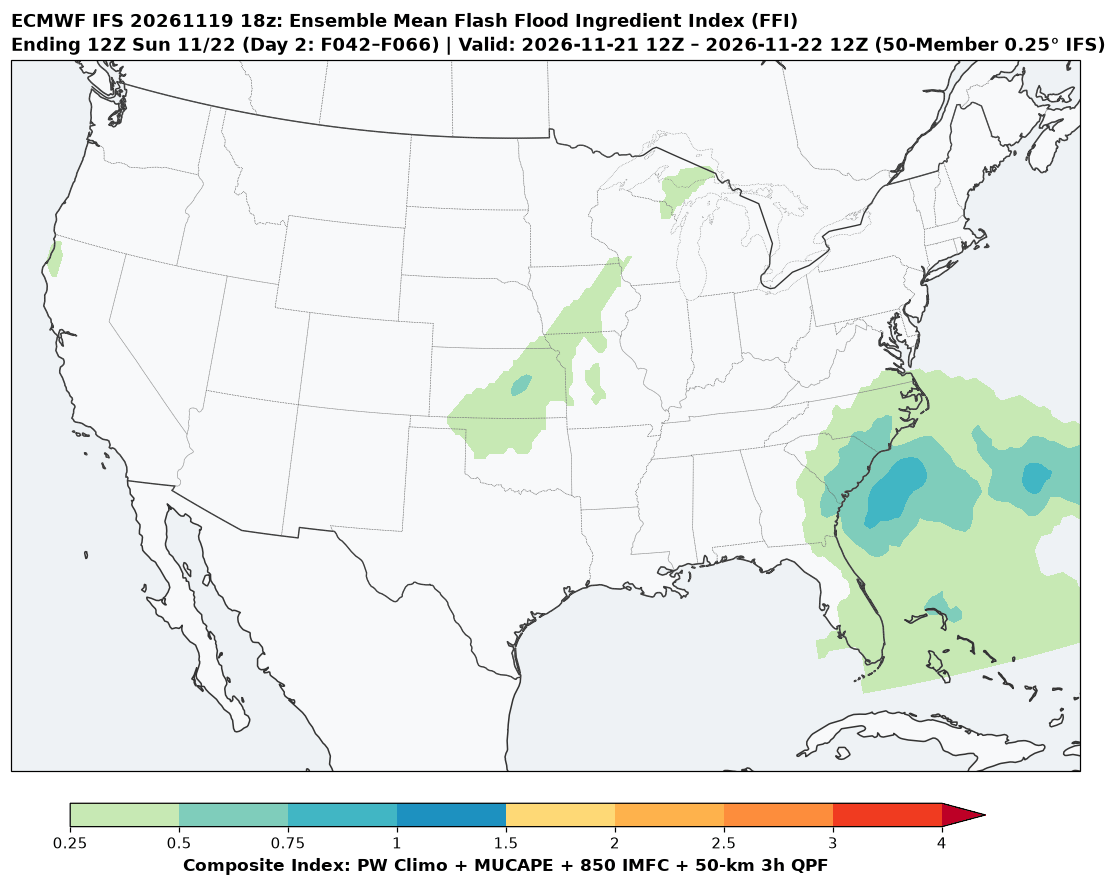 ECMWF IFS 20261119 18z: Ensemble Mean Flash Flood Ingredient Index (FFI)
Ending 12Z Sun 11/22 (Day 2: F042–F066) | Valid: 2026-11-21 12Z – 2026-11-22 12Z (50-Member 0.25° IFS)
0.25 0.5 0.75 1 1.5 2 2.5 3 4
Composite Index: PW Climo + MUCAPE + 850 IMFC + 50-km 3h QPF